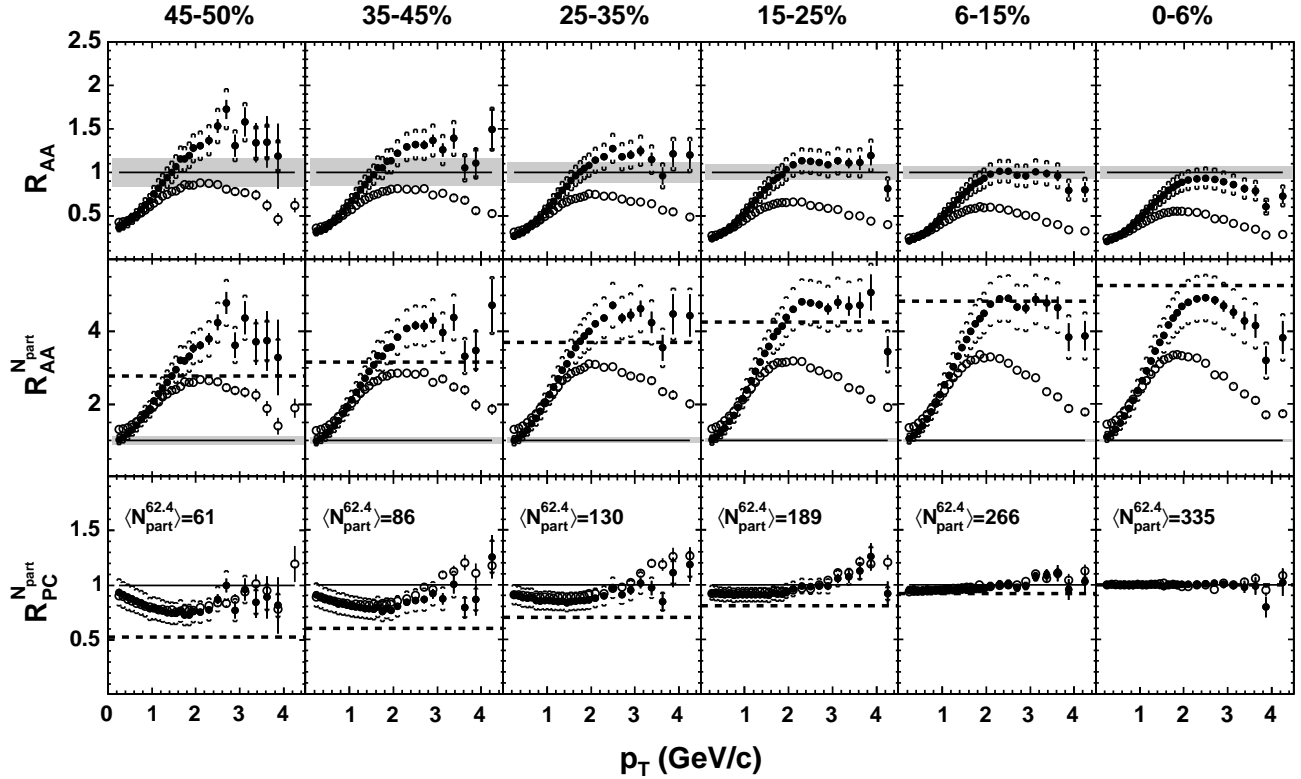 45-50% 35-45% 25-35% 15-25% 6-15% 0-6%
2.5
2
1.5
1
0.5
R_AA
4
2
R_AA^N_part
⟨N_part^62.4⟩=61 ⟨N_part^62.4⟩=86 ⟨N_part^62.4⟩=130 ⟨N_part^62.4⟩=189 ⟨N_part^62.4⟩=266 ⟨N_part^62.4⟩=335
1.5
1
0.5
R_PC^N_part
0 1 2 3 4 1 2 3 4 1 2 3 4 1 2 3 4 1 2 3 4 1 2 3 4
p_T (GeV/c)